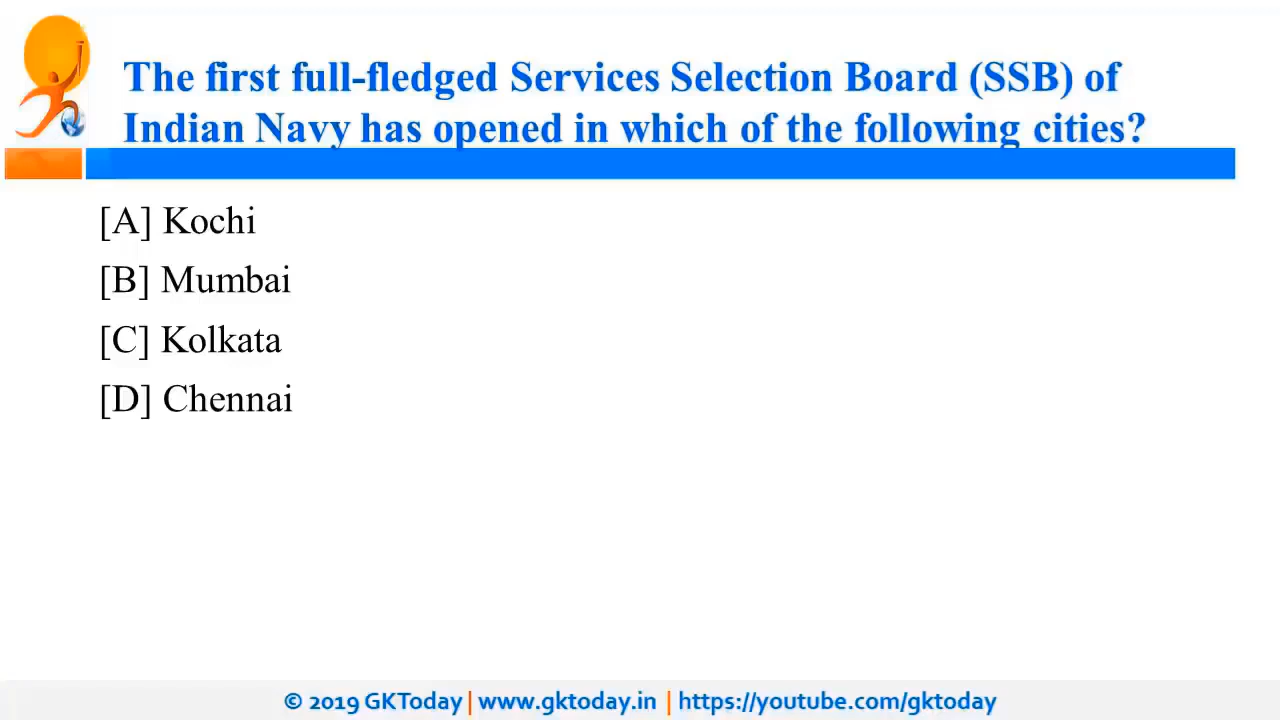 The first full-fledged Services Selection Board (SSB) of
Indian Navy has opened in which of the following cities?
[A] Kochi
[B] Mumbai
[C] Kolkata
[D] Chennai
© 2019 GKToday | www.gktoday.in | https://youtube.com/gktoday